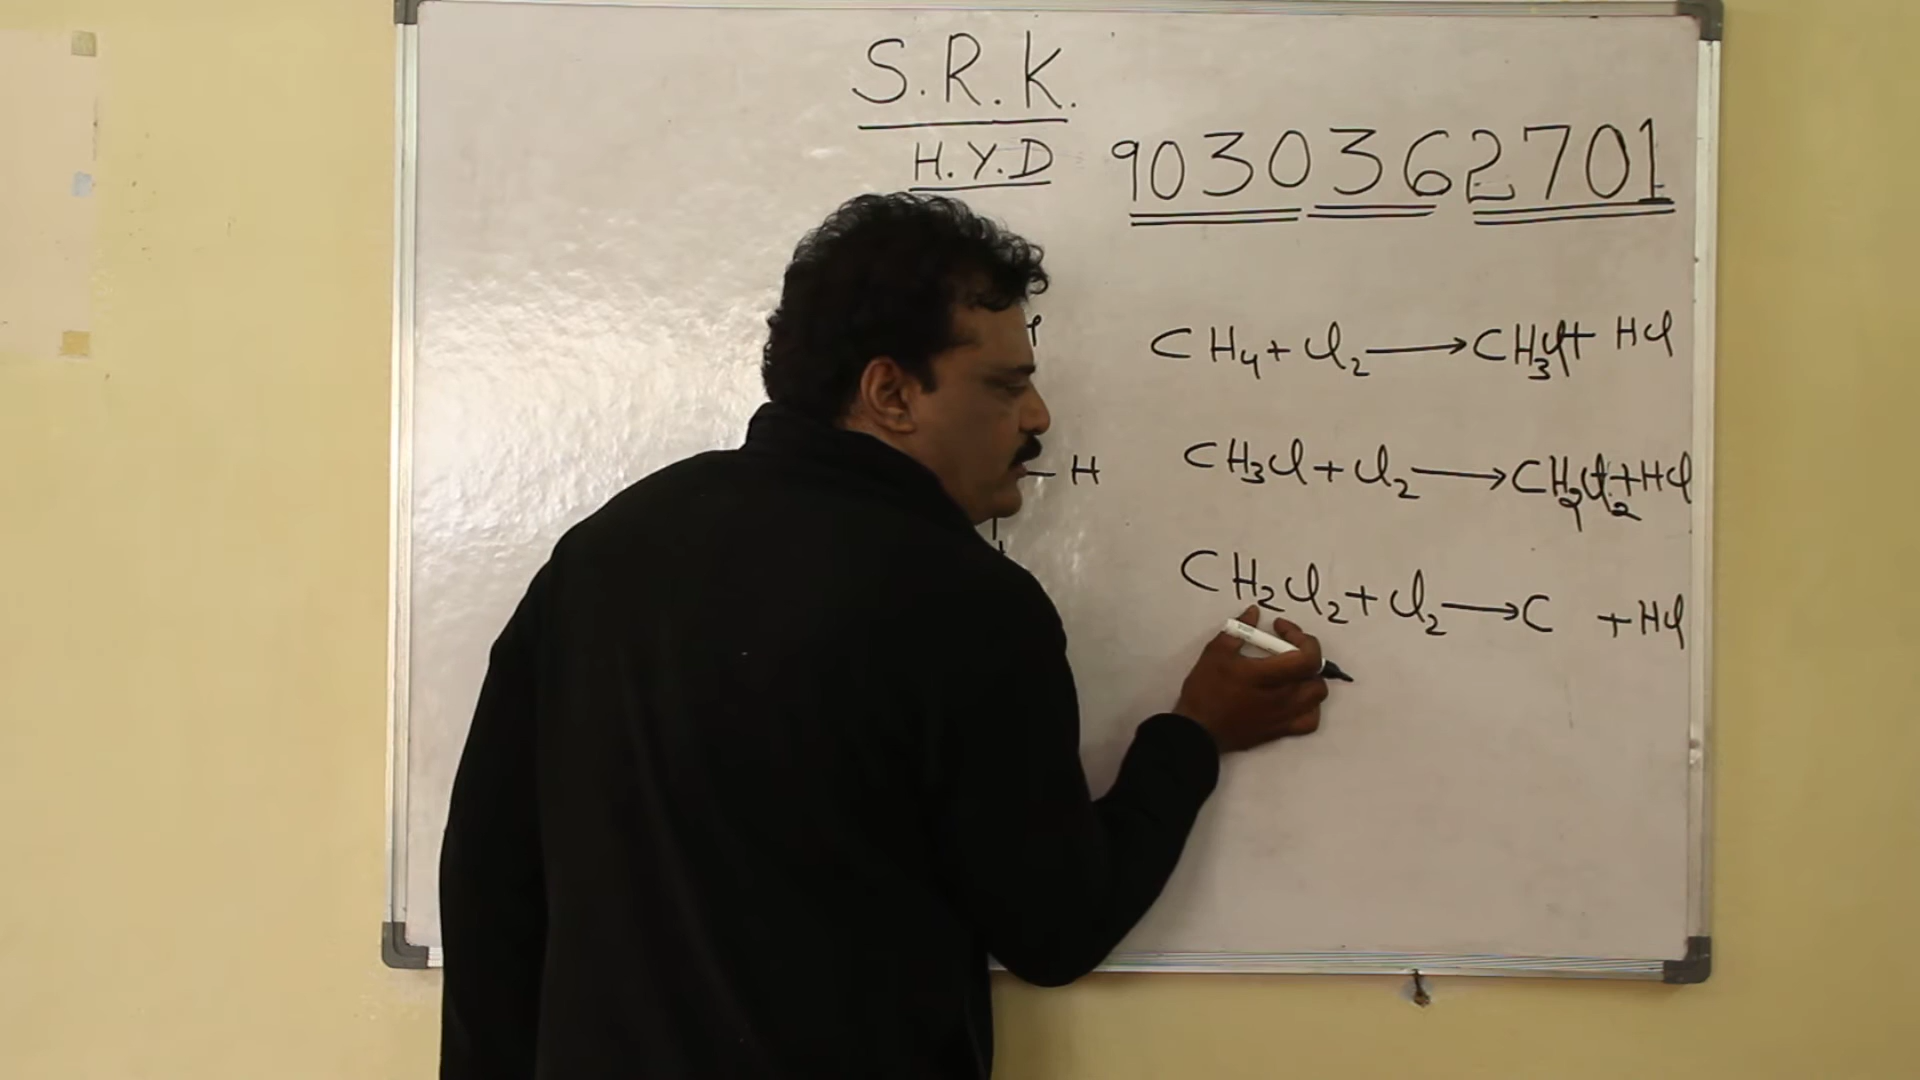 S.R.K.
H.Y.D 9030362701
CH4 + Cl2 → CH3Cl + HCl
H
CH3Cl + Cl2 → CH2Cl2 + HCl
CH2Cl2 + Cl2 → C + HCl